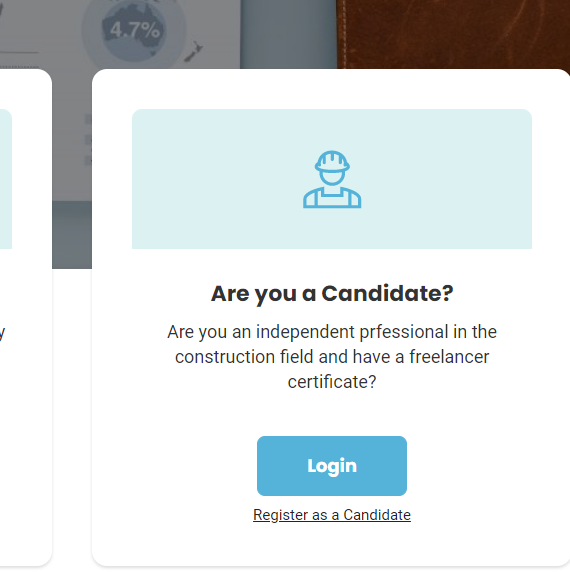 4.7%
y
Are you a Candidate?
Are you an independent prfessional in the
construction field and have a freelancer
certificate?
Login
Register as a Candidate